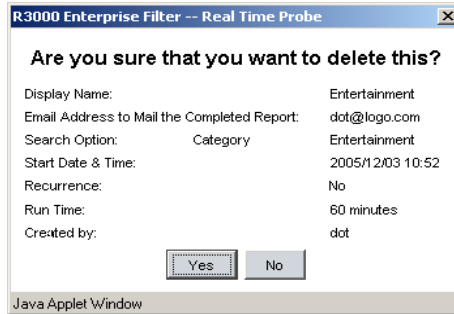 R3000 Enterprise Filter -- Real Time Probe
Are you sure that you want to delete this?
Display Name: Entertainment
Email Address to Mail the Completed Report: dot@logo.com
Search Option: Category Entertainment
Start Date & Time: 2005/12/03 10:52
Recurrence: No
Run Time: 60 minutes
Created by: dot
Yes No
Java Applet Window